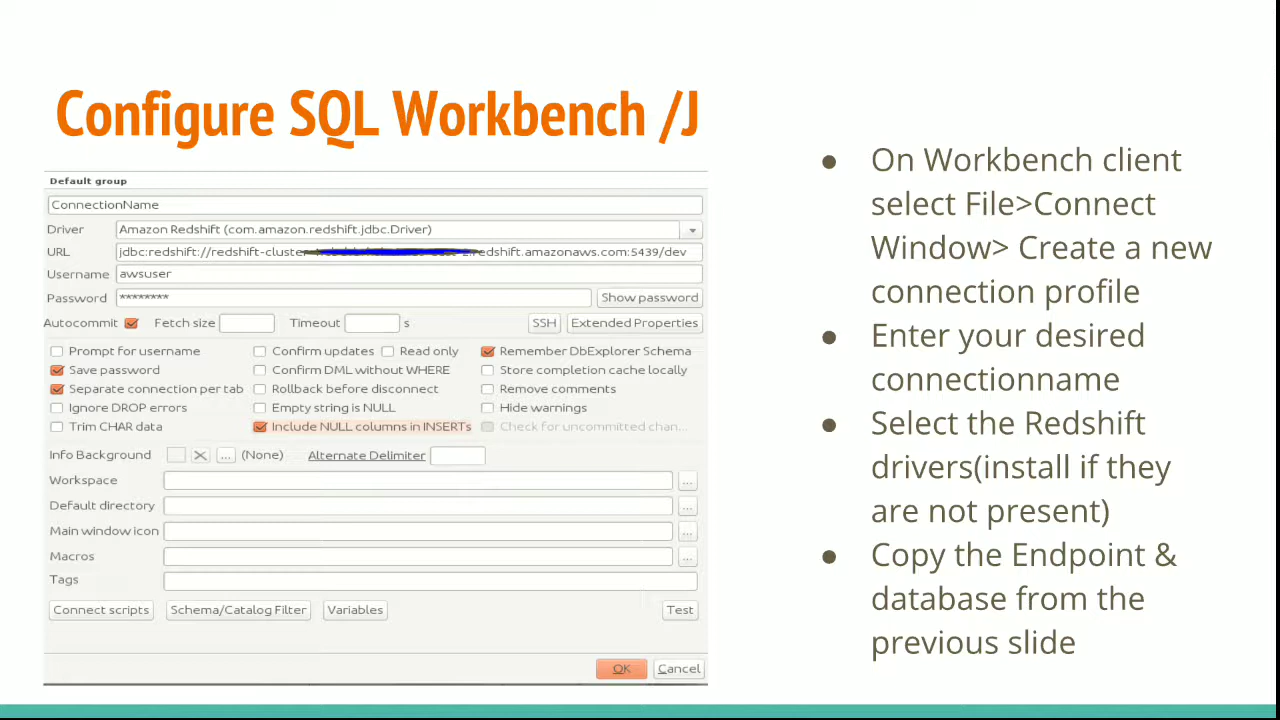 Configure SQL Workbench /J
Default group
ConnectionName
Driver Amazon Redshift (com.amazon.redshift.jdbc.Driver)
URL jdbc:redshift://redshift-cluster redshift.amazonaws.com:5439/dev
Username awsuser
Password ******** Show password
Autocommit Fetch size Timeout s SSH Extended Properties
Prompt for username Confirm updates Read only Remember DbExplorer Schema
Save password Confirm DML without WHERE Store completion cache locally
Separate connection per tab Rollback before disconnect Remove comments
Ignore DROP errors Empty string is NULL Hide warnings
Trim CHAR data Include NULL columns in INSERTs Check for uncommitted chan...
Info Background ... (None) Alternate Delimiter
Workspace ...
Default directory ...
Main window icon ...
Macros ...
Tags
Connect scripts Schema/Catalog Filter Variables Test
OK Cancel
● On Workbench client
select File>Connect
Window> Create a new
connection profile
● Enter your desired
connectionname
● Select the Redshift
drivers(install if they
are not present)
● Copy the Endpoint &
database from the
previous slide